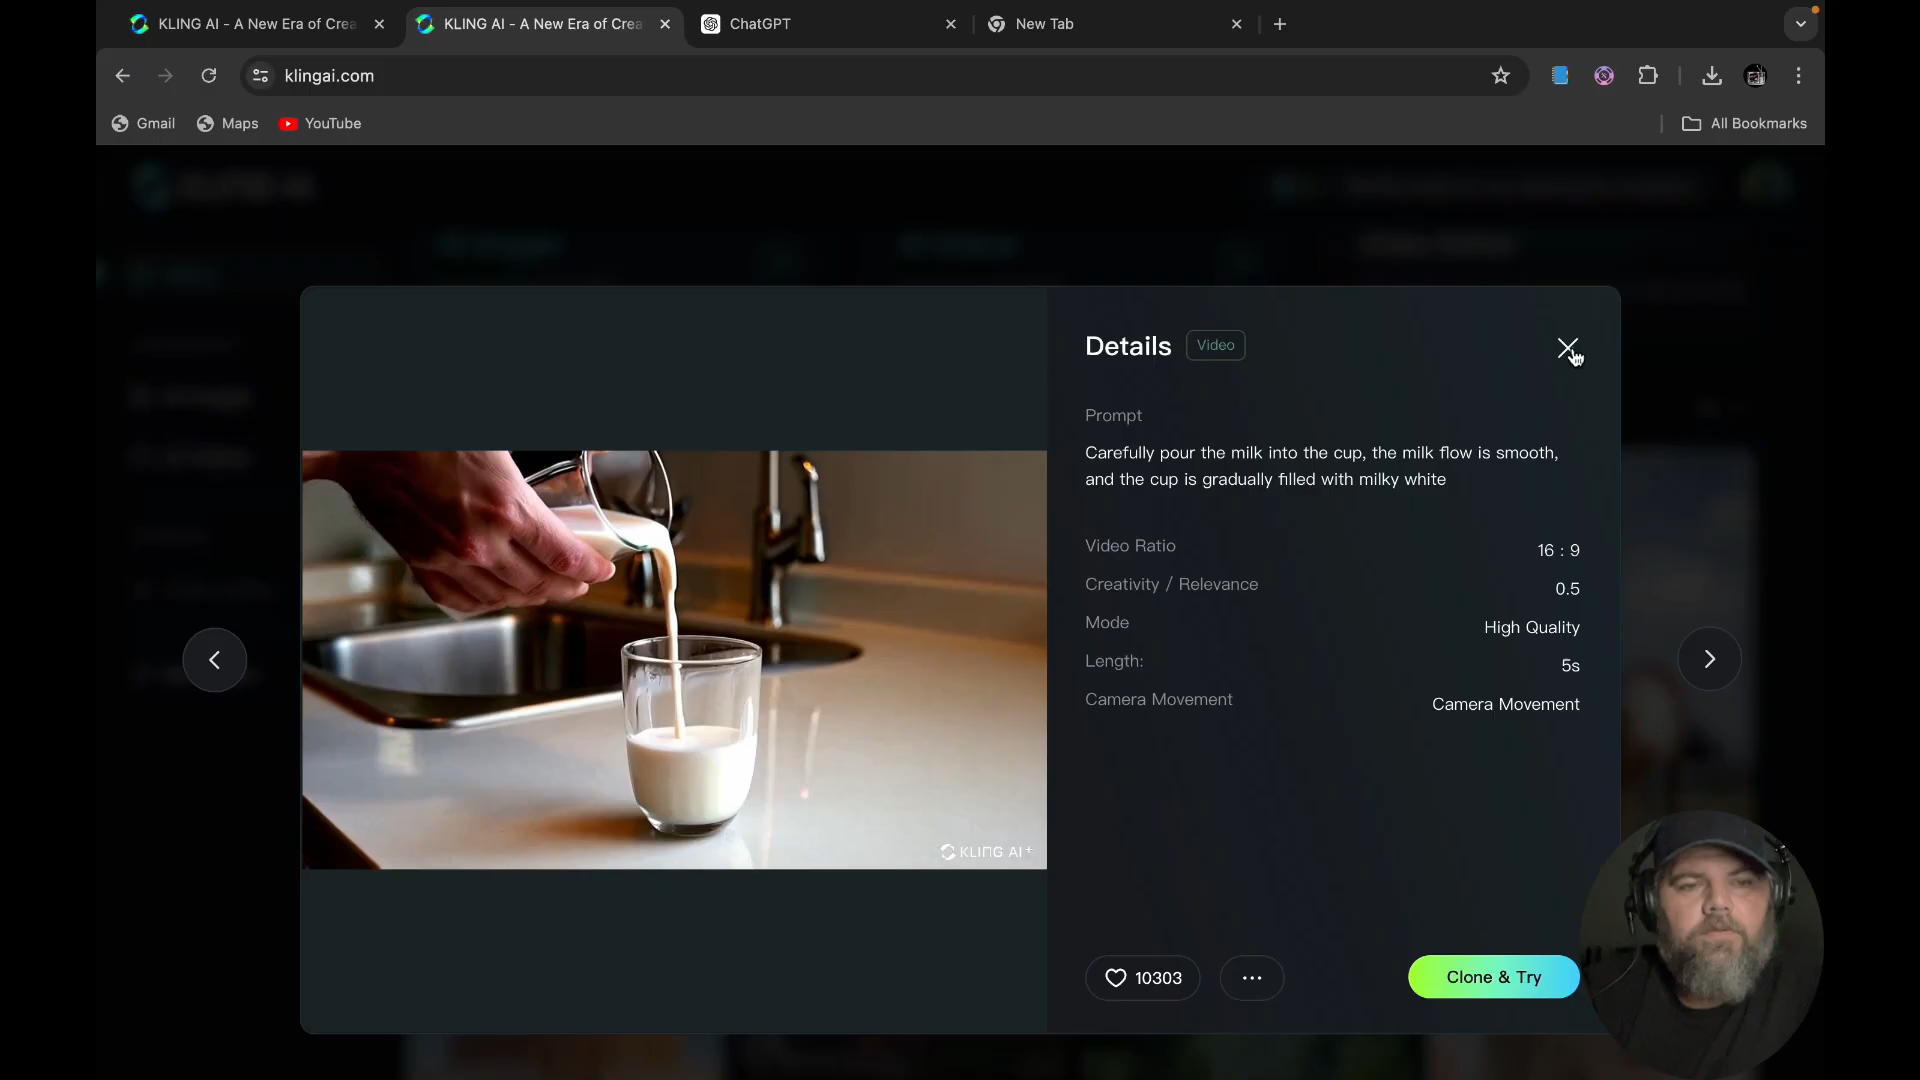 KLING AI - A New Era of Crea
KLING AI - A New Era of Crea
ChatGPT
New Tab
klingai.com
Gmail
Maps
YouTube
All Bookmarks
KLING AI
Details
Video
Prompt
Carefully pour the milk into the cup, the milk flow is smooth,
and the cup is gradually filled with milky white
Video Ratio
16 : 9
Creativity / Relevance
0.5
Mode
High Quality
Length:
5s
Camera Movement
Camera Movement
KLING AI+
10303
Clone & Try